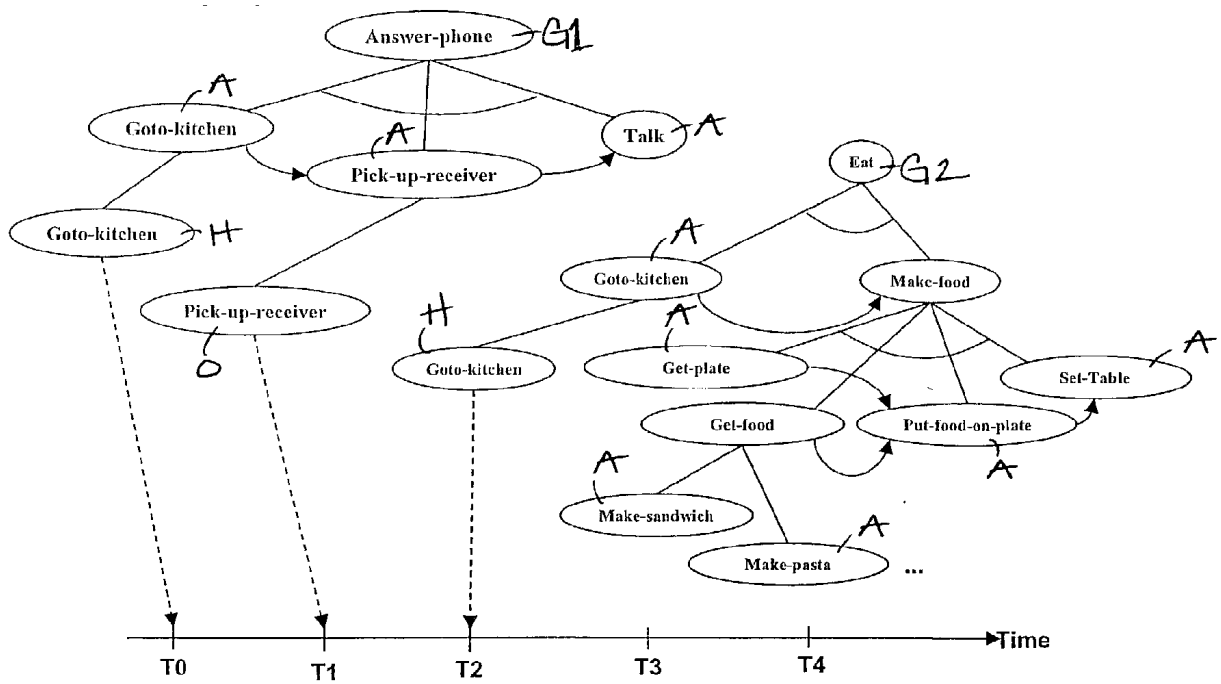 Answer-phone G1
A
Goto-kitchen
A
Talk A
Pick-up-receiver
Eat G2
Goto-kitchen H
A
Goto-kitchen
Make-food
Pick-up-receiver
O
H
Goto-kitchen
A
Get-plate
A
Set-Table
Get-food
Put-food-on-plate
A
A
Make-sandwich
A
Make-pasta ...
Time
T0 T1 T2 T3 T4